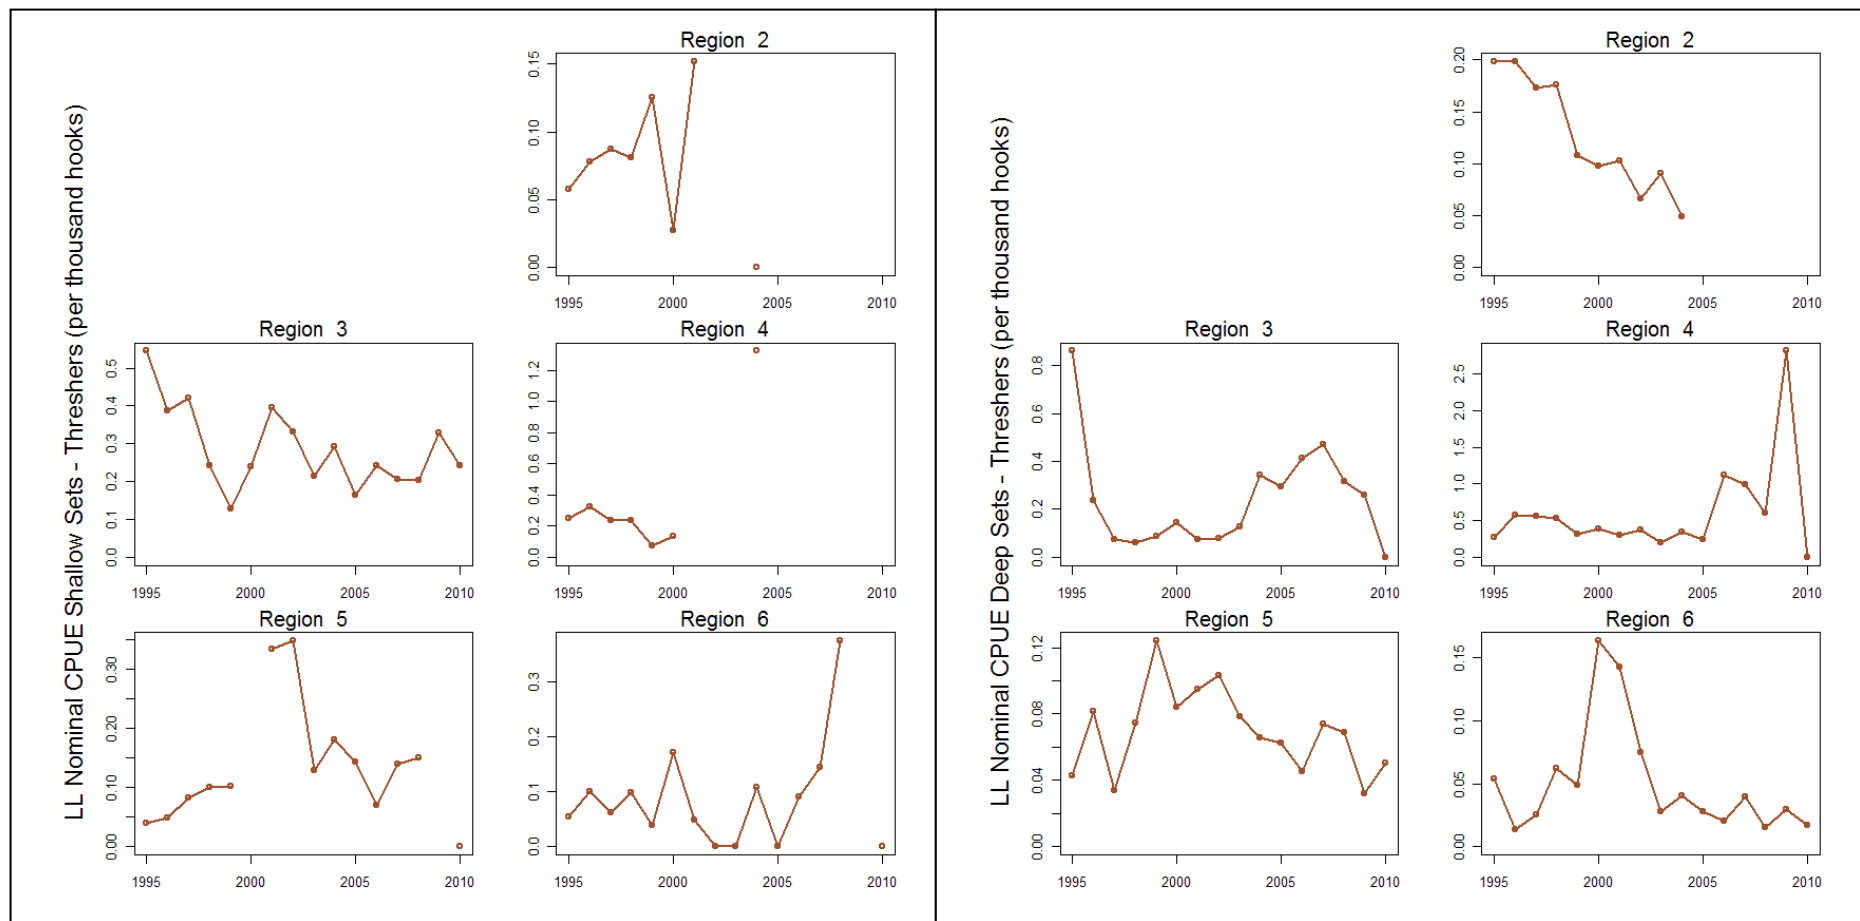 LL Nominal CPUE Shallow Sets - Threshers (per thousand hooks)
Region 2
0.15
0.10
0.05
0.00
1995 2000 2005 2010
Region 3
0.5
0.4
0.3
0.2
0.1
0.0
1995 2000 2005 2010
Region 4
1.2
1.0
0.8
0.6
0.4
0.2
0.0
1995 2000 2005 2010
Region 5
0.30
0.20
0.10
0.00
1995 2000 2005 2010
Region 6
0.3
0.2
0.1
0.0
1995 2000 2005 2010
LL Nominal CPUE Deep Sets - Threshers (per thousand hooks)
Region 2
0.20
0.15
0.10
0.05
0.00
1995 2000 2005 2010
Region 3
0.8
0.6
0.4
0.2
0.0
1995 2000 2005 2010
Region 4
2.5
2.0
1.5
1.0
0.5
0.0
1995 2000 2005 2010
Region 5
0.12
0.08
0.04
0.00
1995 2000 2005 2010
Region 6
0.15
0.10
0.05
0.00
1995 2000 2005 2010